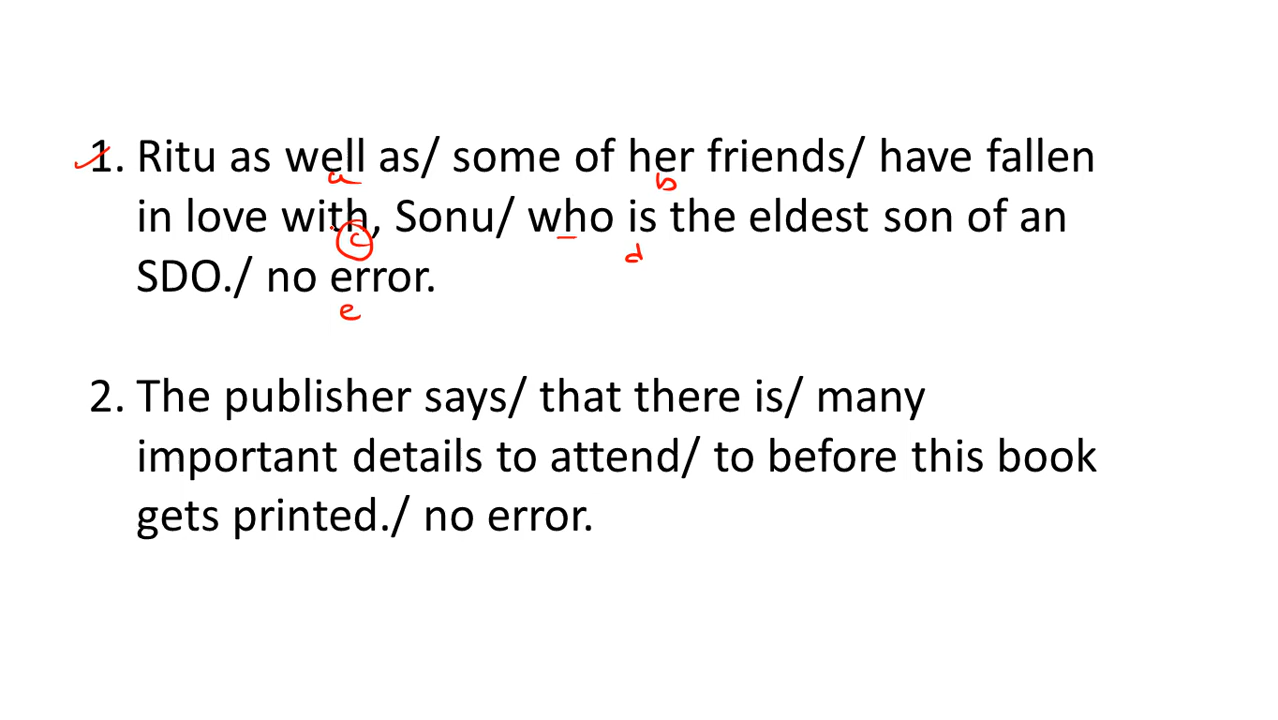 1. Ritu as well as/ some of her friends/ have fallen
a b
in love with, Sonu/ who is the eldest son of an
c d
SDO./ no error.
e
2. The publisher says/ that there is/ many
important details to attend/ to before this book
gets printed./ no error.